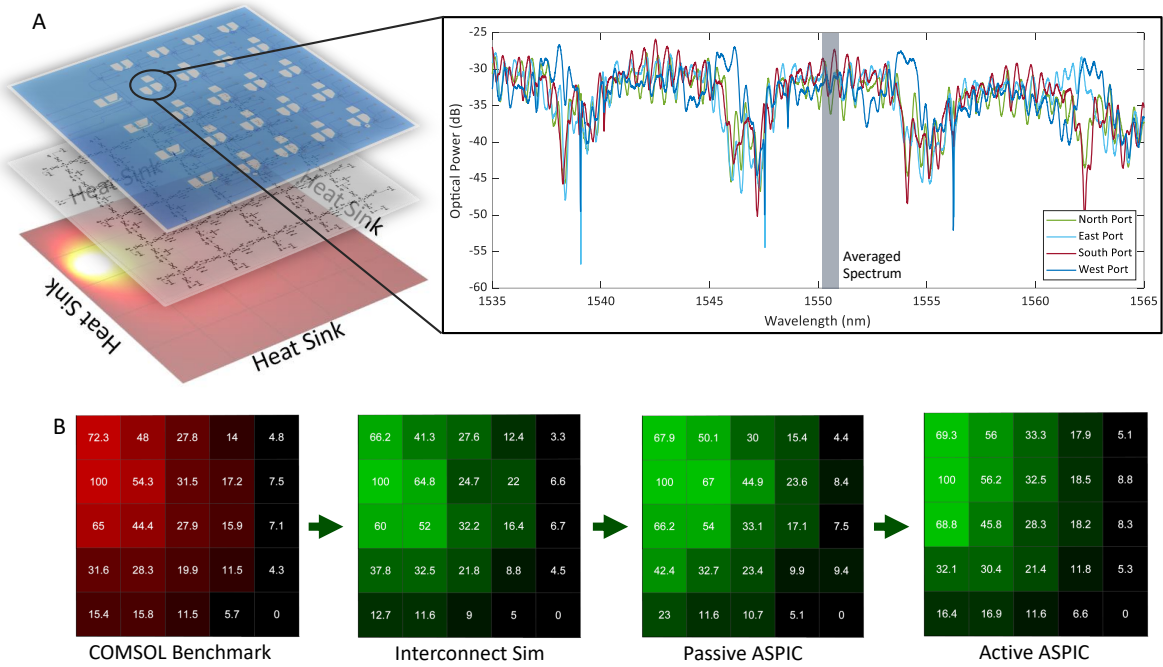 A
Heat Sink
Heat Sink
Heat Sink
Heat Sink
Optical Power (dB)
-25
-30
-35
-40
-45
-50
-55
-60
1535
1540
1545
1550
1555
1560
1565
Wavelength (nm)
Averaged
Spectrum
North Port
East Port
South Port
West Port
B
72.3 48 27.8 14 4.8
100 54.3 31.5 17.2 7.5
65 44.4 27.9 15.9 7.1
31.6 28.3 19.9 11.5 4.3
15.4 15.8 11.5 5.7 0
COMSOL Benchmark
66.2 41.3 27.6 12.4 3.3
100 64.8 24.7 22 6.6
60 52 32.2 16.4 6.7
37.8 32.5 21.8 8.8 4.5
12.7 11.6 9 5 0
Interconnect Sim
67.9 50.1 30 15.4 4.4
100 67 44.9 23.6 8.4
66.2 54 33.1 17.1 7.5
42.4 32.7 23.4 9.9 9.4
23 11.6 10.7 5.1 0
Passive ASPIC
69.3 56 33.3 17.9 5.1
100 56.2 32.5 18.5 8.8
68.8 45.8 28.3 18.2 8.3
32.1 30.4 21.4 11.8 5.3
16.4 16.9 11.6 6.6 0
Active ASPIC